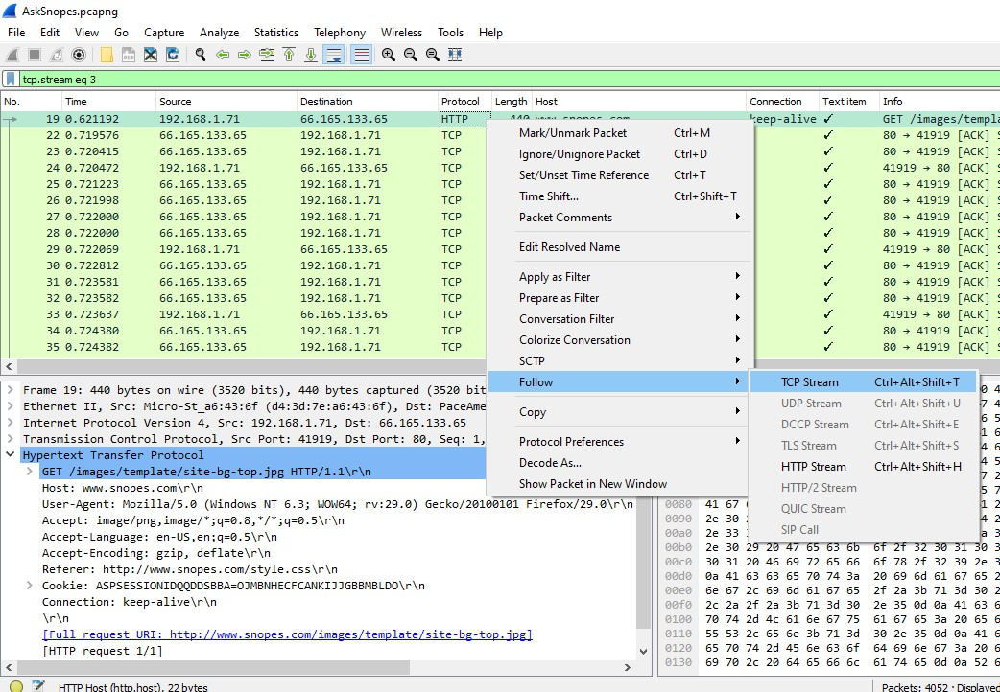 AskSnopes.pcapng
File Edit View Go Capture Analyze Statistics Telephony Wireless Tools Help
tcp.stream eq 3
No. Time Source Destination Protocol Length Host Connection Text item Info
19 0.621192 192.168.1.71 66.165.133.65 HTTP 440 www.snopes.com keep-alive ✓ GET /images/templa
22 0.719576 66.165.133.65 192.168.1.71 TCP ✓ 80 → 41919 [ACK] S
23 0.720415 66.165.133.65 192.168.1.71 TCP ✓ 80 → 41919 [ACK] S
24 0.720472 192.168.1.71 66.165.133.65 TCP ✓ 41919 → 80 [ACK] S
25 0.721223 66.165.133.65 192.168.1.71 TCP ✓ 80 → 41919 [ACK] S
26 0.721998 66.165.133.65 192.168.1.71 TCP ✓ 80 → 41919 [ACK] S
27 0.722000 66.165.133.65 192.168.1.71 TCP ✓ 80 → 41919 [ACK] S
28 0.722000 66.165.133.65 192.168.1.71 TCP ✓ 80 → 41919 [ACK] S
29 0.722069 192.168.1.71 66.165.133.65 TCP ✓ 41919 → 80 [ACK] S
30 0.722812 66.165.133.65 192.168.1.71 TCP ✓ 80 → 41919 [ACK] S
31 0.723581 66.165.133.65 192.168.1.71 TCP ✓ 80 → 41919 [ACK] S
32 0.723582 66.165.133.65 192.168.1.71 TCP ✓ 80 → 41919 [ACK] S
33 0.723637 192.168.1.71 66.165.133.65 TCP ✓ 41919 → 80 [ACK] S
34 0.724380 66.165.133.65 192.168.1.71 TCP ✓ 80 → 41919 [ACK] S
35 0.724382 66.165.133.65 192.168.1.71 TCP ✓ 80 → 41919 [ACK] S
Mark/Unmark Packet Ctrl+M
Ignore/Unignore Packet Ctrl+D
Set/Unset Time Reference Ctrl+T
Time Shift... Ctrl+Shift+T
Packet Comments
Edit Resolved Name
Apply as Filter
Prepare as Filter
Conversation Filter
Colorize Conversation
SCTP
Follow
Copy
Protocol Preferences
Decode As...
Show Packet in New Window
TCP Stream Ctrl+Alt+Shift+T
UDP Stream Ctrl+Alt+Shift+U
DCCP Stream Ctrl+Alt+Shift+E
TLS Stream Ctrl+Alt+Shift+S
HTTP Stream Ctrl+Alt+Shift+H
HTTP/2 Stream
QUIC Stream
SIP Call
Frame 19: 440 bytes on wire (3520 bits), 440 bytes captured (3520 bit
Ethernet II, Src: Micro-St_a6:43:6f (d4:3d:7e:a6:43:6f), Dst: PaceAme
Internet Protocol Version 4, Src: 192.168.1.71, Dst: 66.165.133.65
Transmission Control Protocol, Src Port: 41919, Dst Port: 80, Seq: 1,
Hypertext Transfer Protocol
GET /images/template/site-bg-top.jpg HTTP/1.1\r\n
Host: www.snopes.com\r\n
User-Agent: Mozilla/5.0 (Windows NT 6.3; WOW64; rv:29.0) Gecko/20100101 Firefox/29.0\r\n
Accept: image/png,image/*;q=0.8,*/*;q=0.5\r\n
Accept-Language: en-US,en;q=0.5\r\n
Accept-Encoding: gzip, deflate\r\n
Referer: http://www.snopes.com/style.css\r\n
Cookie: ASPSESSIONIDQQDDSBBA=OJMBNHECFCANKIJJGBBMBLDO\r\n
Connection: keep-alive\r\n
\r\n
[Full request URI: http://www.snopes.com/images/template/site-bg-top.jpg]
[HTTP request 1/1]
0080 41 67
0090 2e 30
00a0 2e 33
00b0 2e 30 29 20 47 65 63 6b 6f 2f 32 30 31 30 3
00c0 30 31 20 46 69 72 65 66 6f 78 2f 32 39 2e 3
00d0 0a 41 63 63 65 70 74 3a 20 69 6d 61 67 65 2
00e0 6e 67 2c 69 6d 61 67 65 2f 2a 3b 71 3d 30 2
00f0 2c 2a 2f 2a 3b 71 3d 30 2e 35 0d 0a 41 63 6
0100 70 74 2d 4c 61 6e 67 75 61 67 65 3a 20 65 6
0110 55 53 2c 65 6e 3b 71 3d 30 2e 35 0d 0a 41 6
0120 65 70 74 2d 45 6e 63 6f 64 69 6e 67 3a 20 6
0130 69 70 2c 20 64 65 66 6c 61 74 65 0d 0a 52 6
HTTP Host (http.host), 22 bytes
Packets: 4052 · Displayed